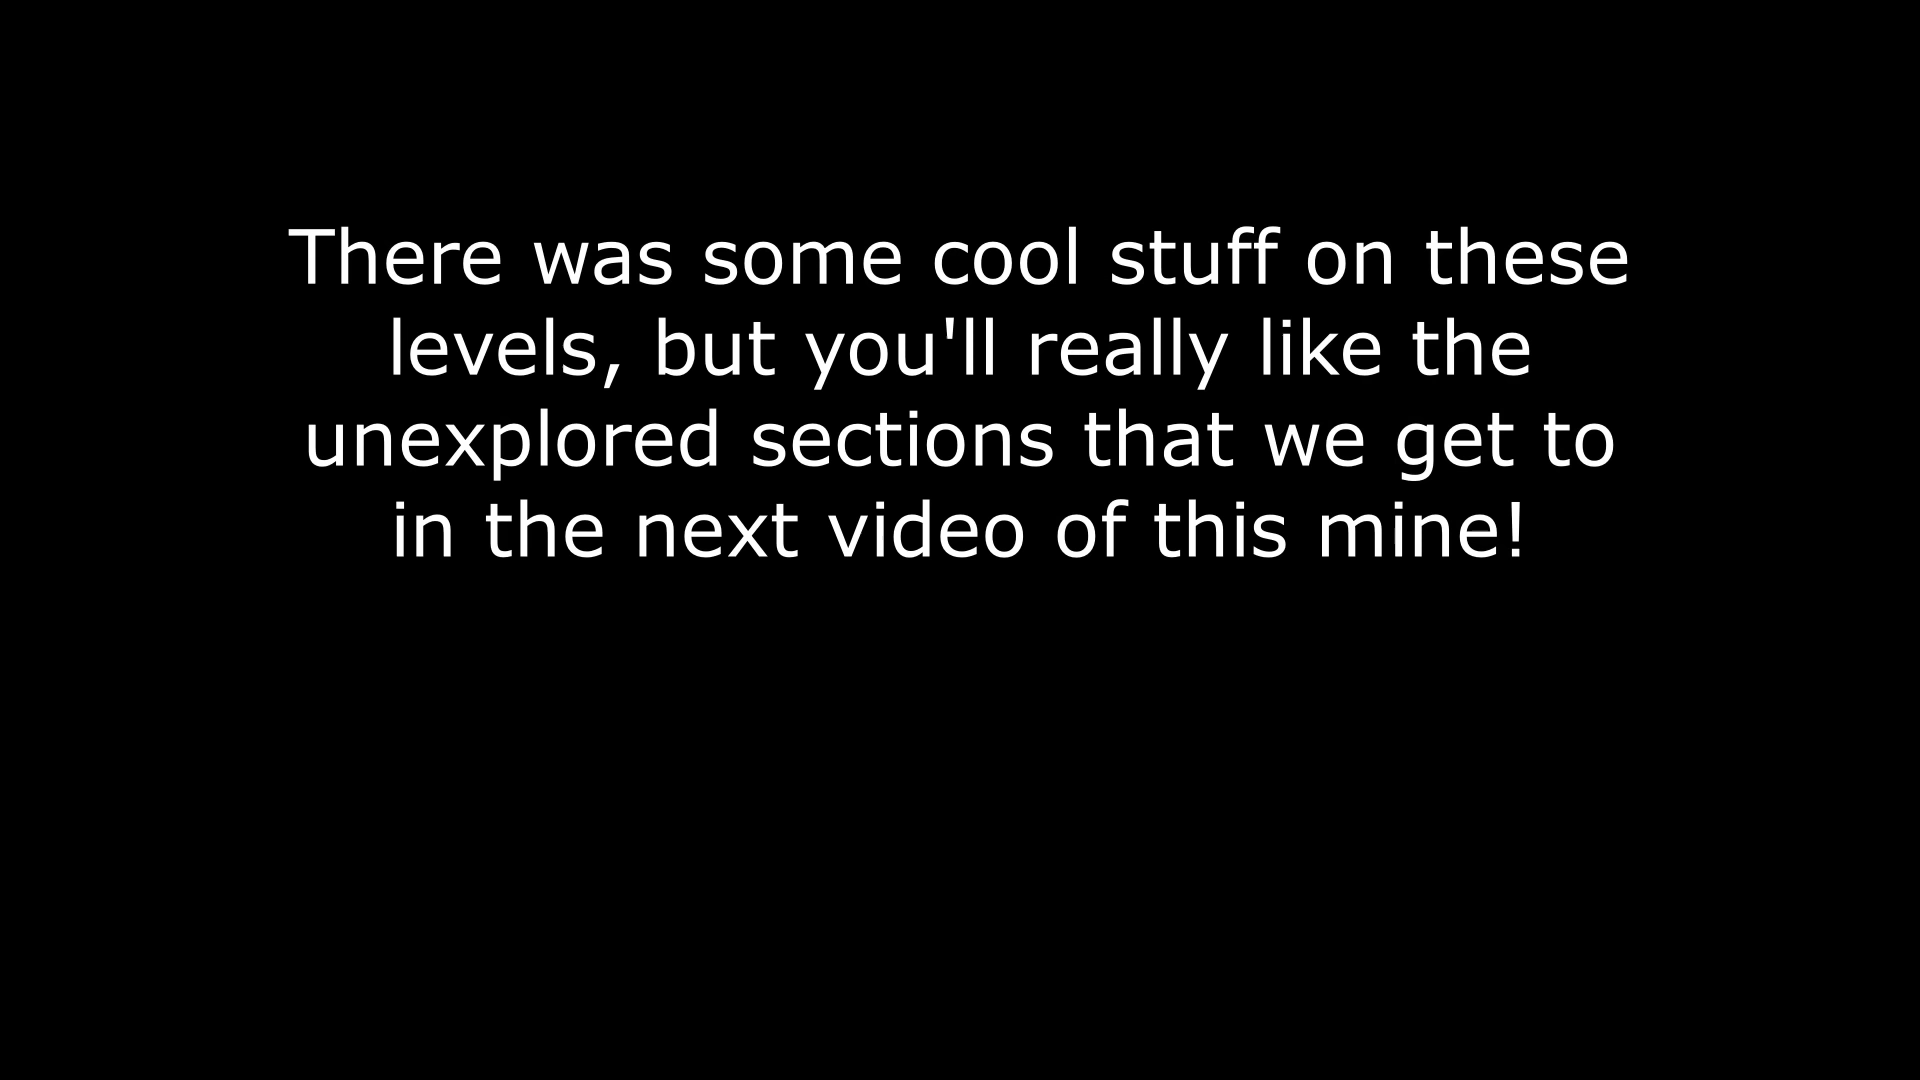 There was some cool stuff on these
levels, but you'll really like the
unexplored sections that we get to
in the next video of this mine!